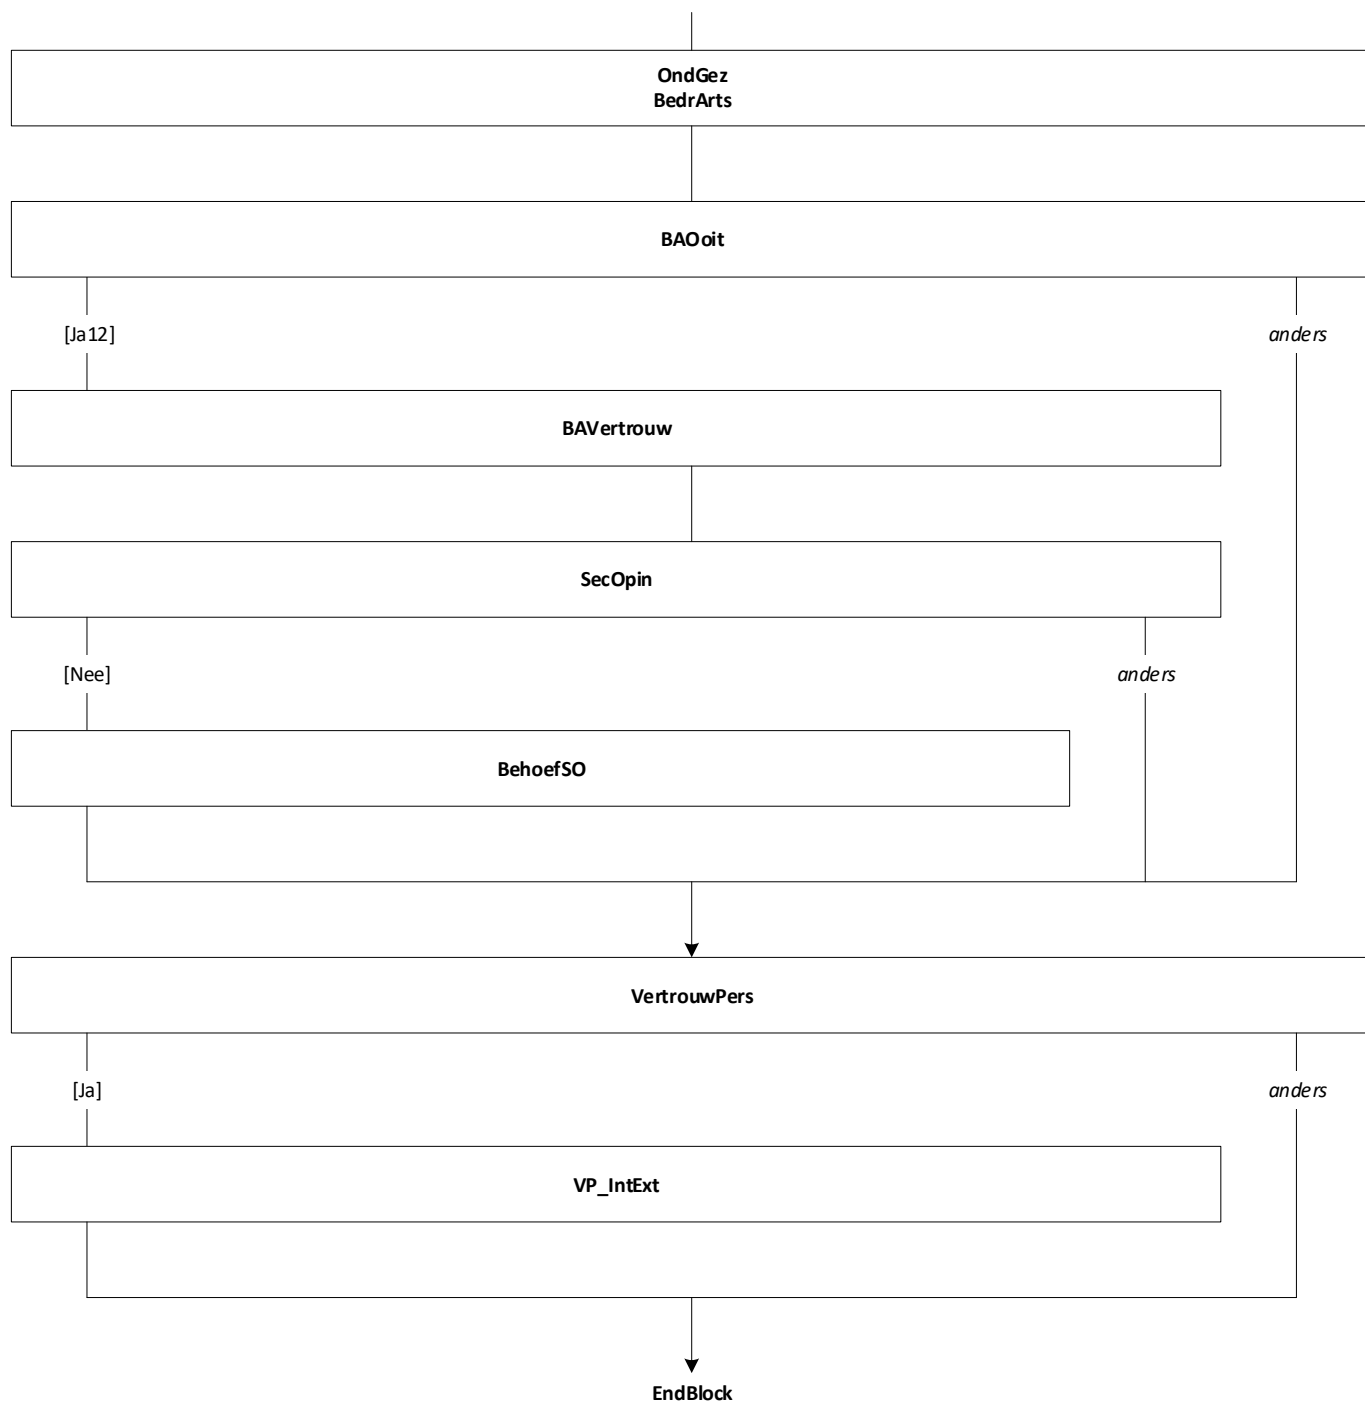 OndGez
BedrArts
BAOoit
[Ja12]
anders
BAVertrouw
SecOpin
[Nee]
anders
BehoefSO
VertrouwPers
[Ja]
anders
VP_IntExt
EndBlock